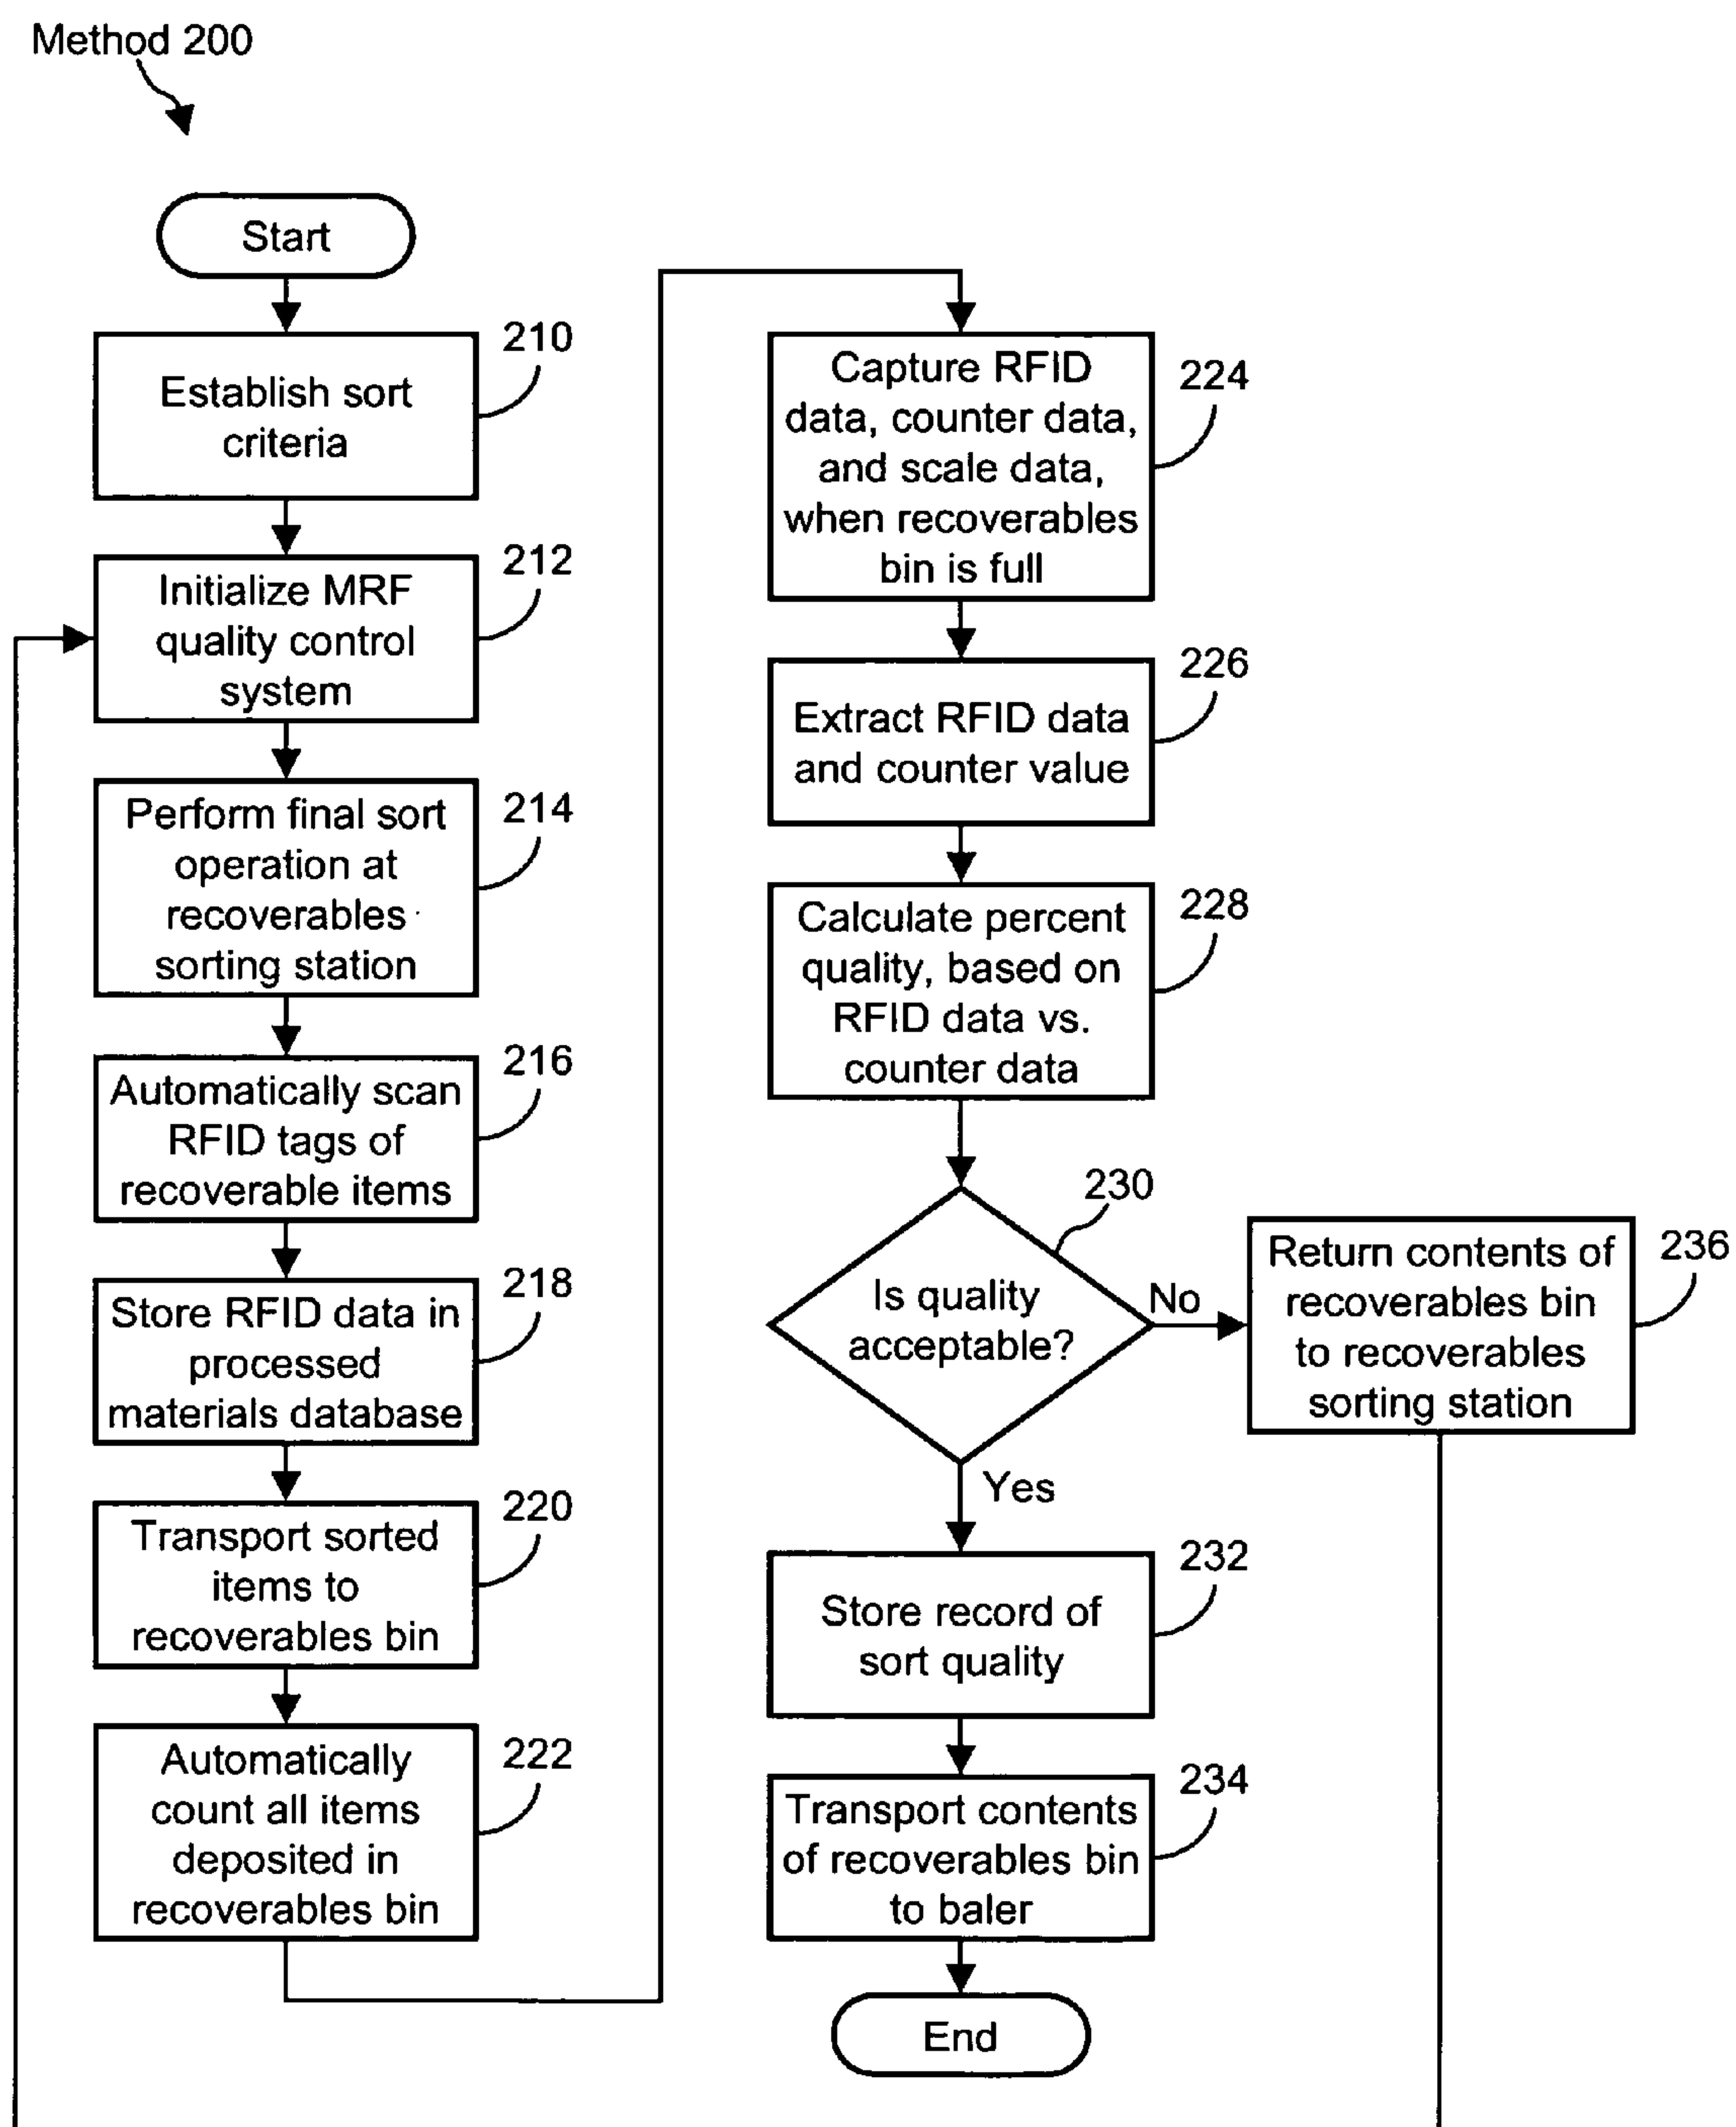 Method 200
Start
210
Establish sort
criteria
212
Initialize MRF
quality control
system
214
Perform final sort
operation at
recoverables
sorting station
216
Automatically scan
RFID tags of
recoverable items
218
Store RFID data in
processed
materials database
220
Transport sorted
items to
recoverables bin
222
Automatically
count all items
deposited in
recoverables bin
224
Capture RFID
data, counter data,
and scale data,
when recoverables
bin is full
226
Extract RFID data
and counter value
228
Calculate percent
quality, based on
RFID data vs.
counter data
230
Is quality
acceptable?
No
236
Return contents of
recoverables bin
to recoverables
sorting station
Yes
232
Store record of
sort quality
234
Transport contents
of recoverables bin
to baler
End